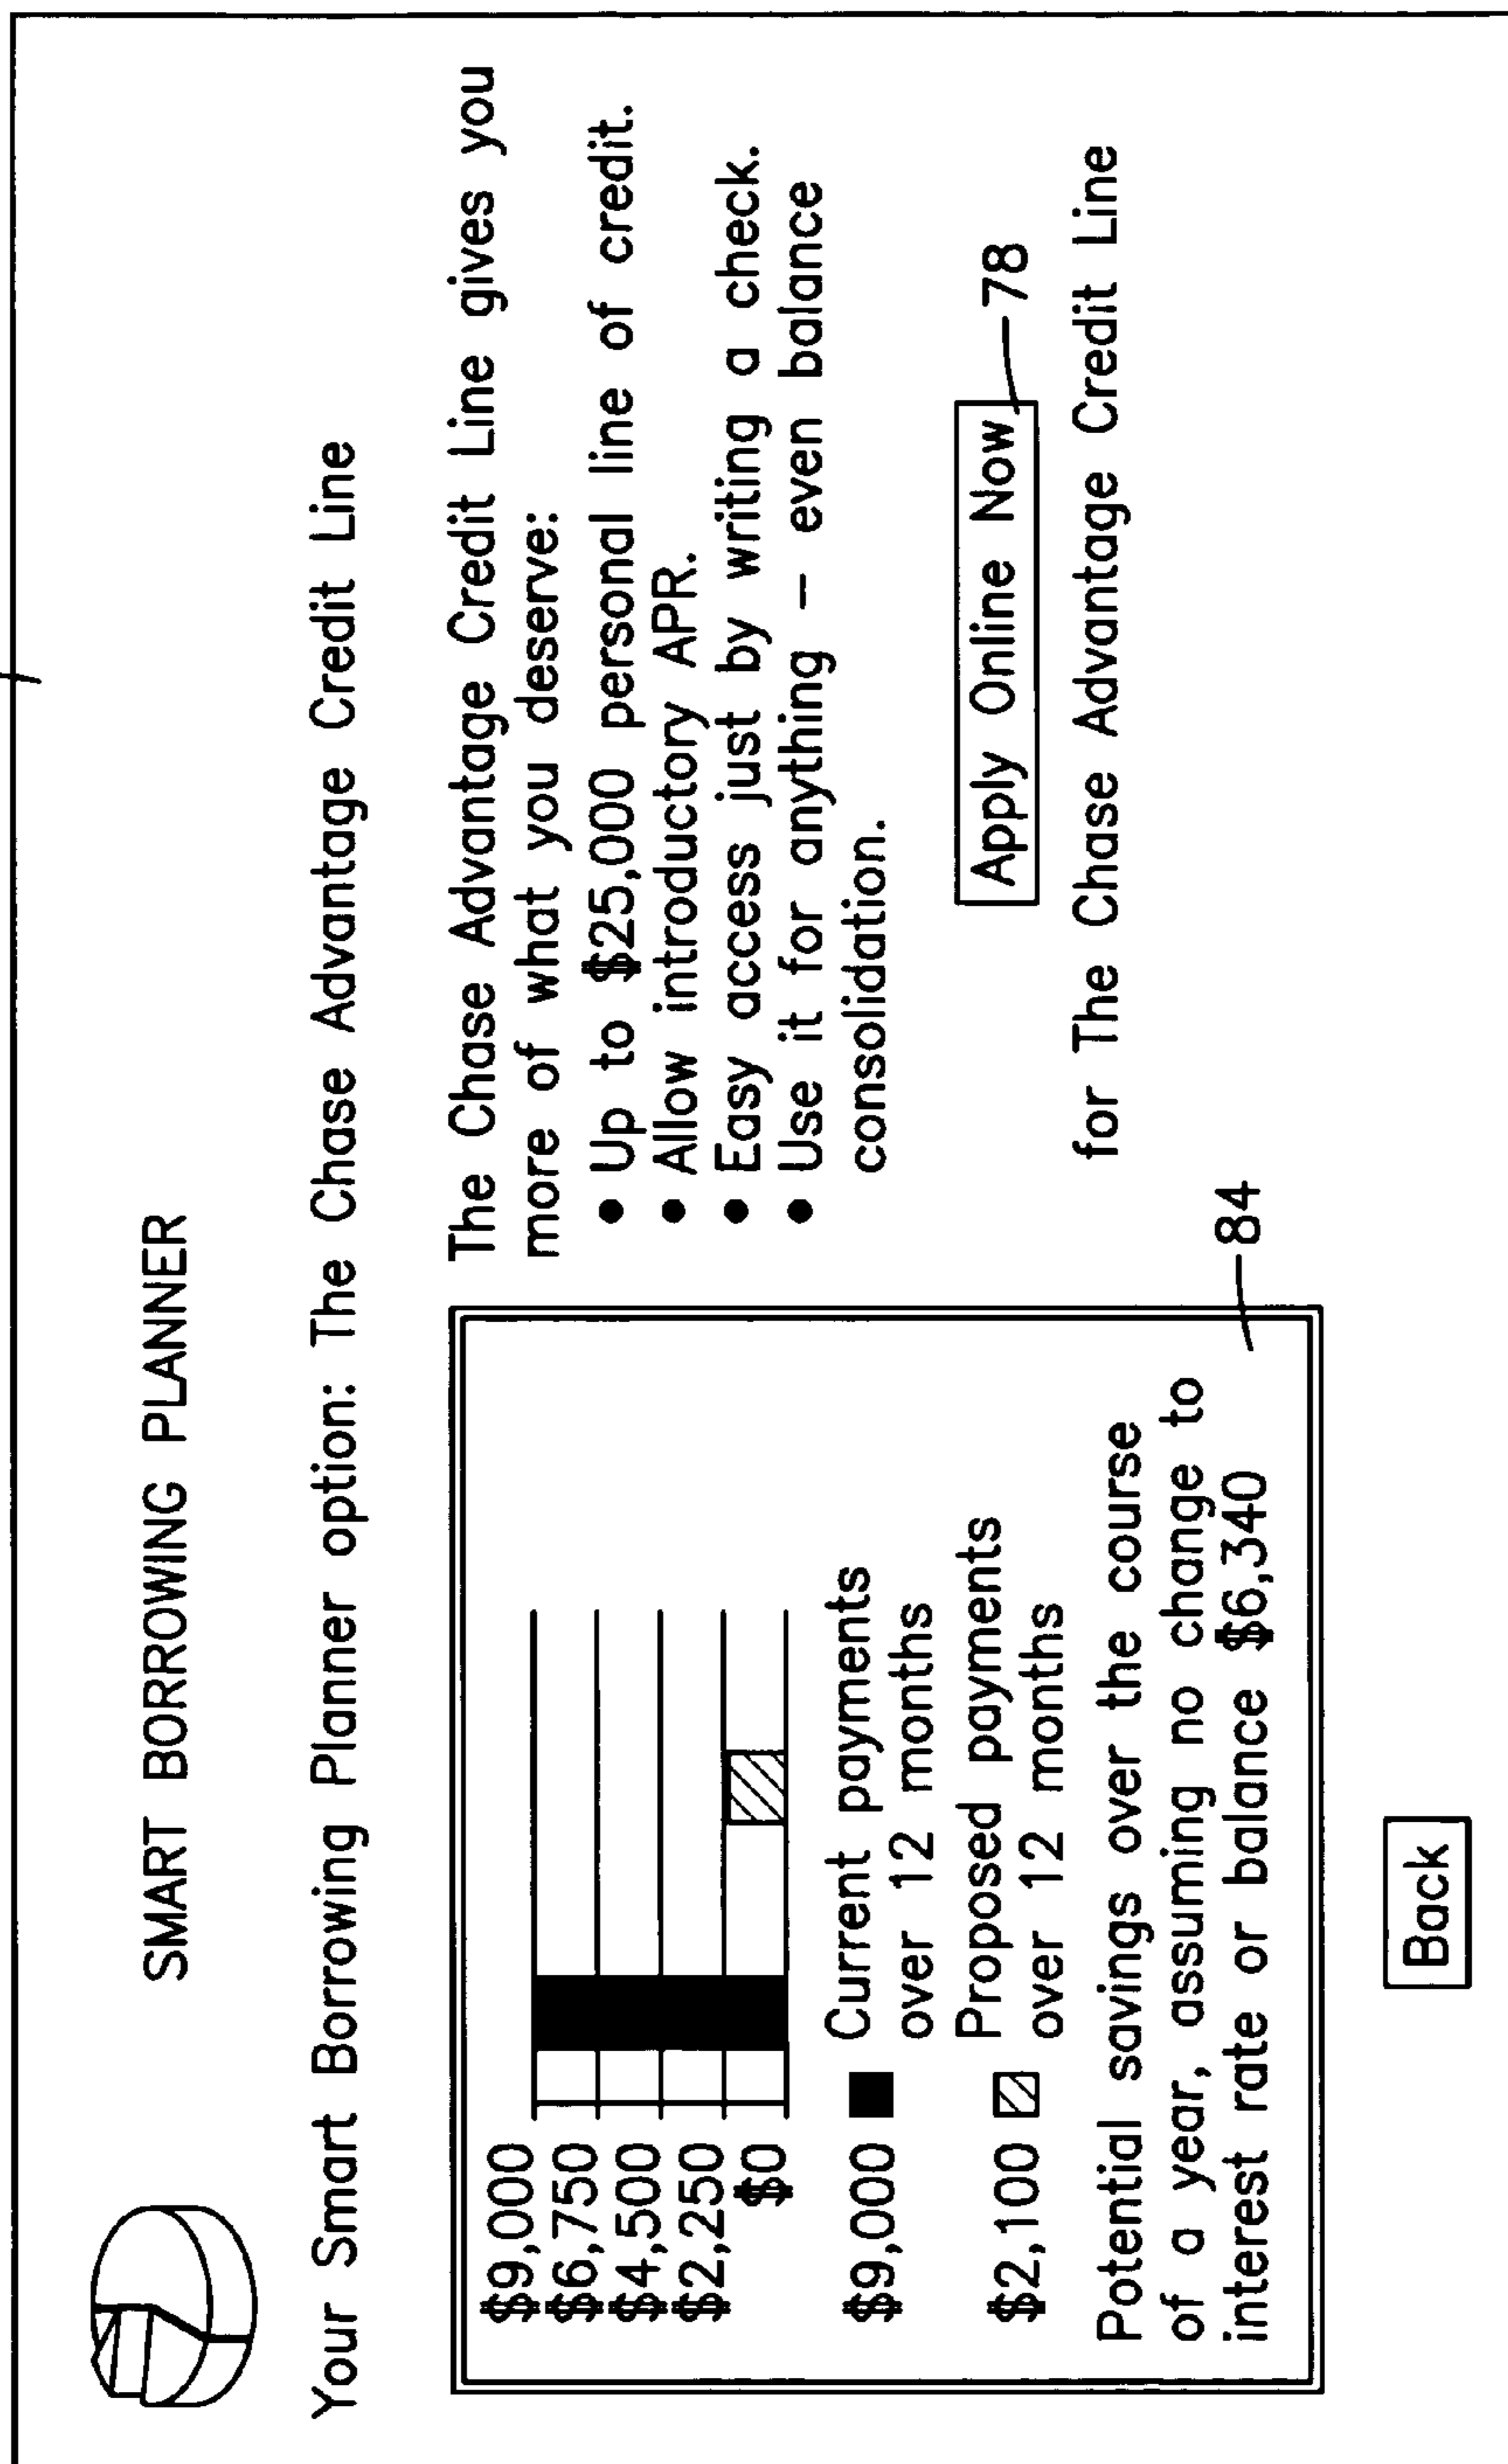 SMART BORROWING PLANNER
Your Smart Borrowing Planner option: The Chase Advantage Credit Line
$9,000
$6,750
$4,500
$2,250
$0
$9,000 Current payments
over 12 months
$2,100 Proposed payments
over 12 months
Potential savings over the course
of a year, assuming no change to
interest rate or balance $6,340
84
The Chase Advantage Credit Line gives you
more of what you deserve:
• Up to $25,000 personal line of credit.
• Allow introductory APR.
• Easy access just by writing a check.
• Use it for anything – even balance
consolidation.
Apply Online Now 78
for The Chase Advantage Credit Line
Back